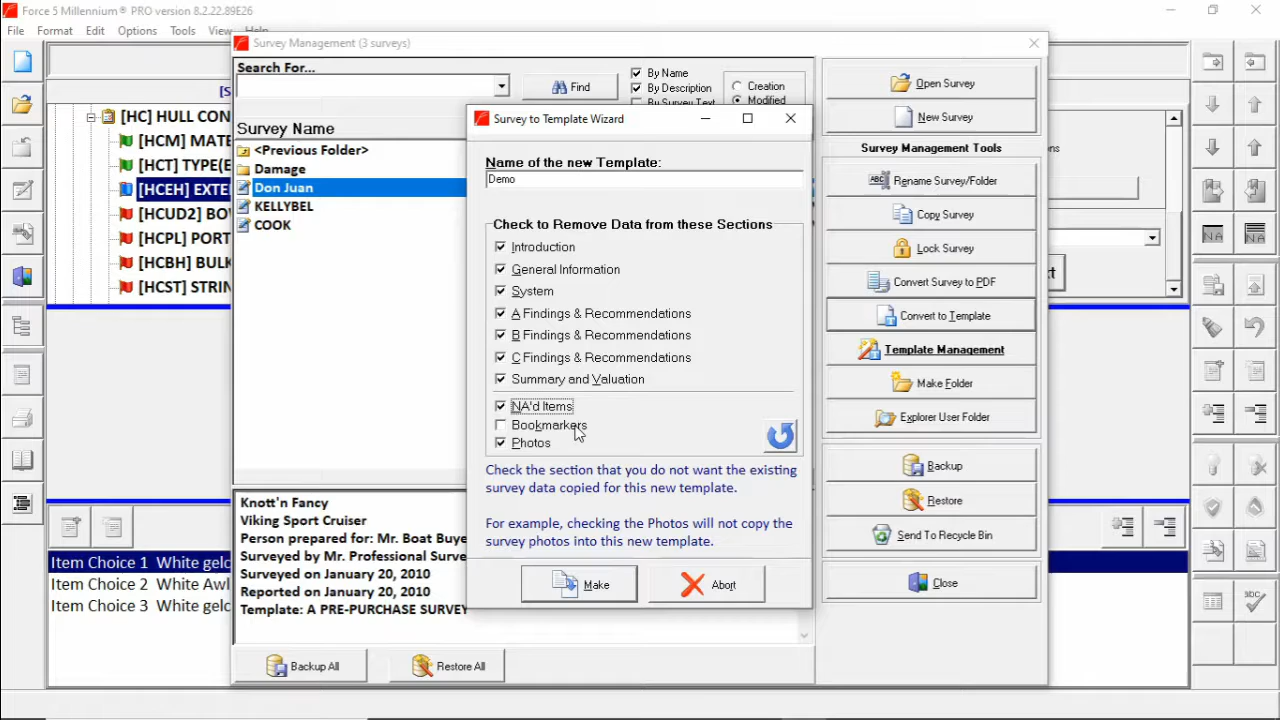 Force 5 Millennium® PRO version 8.2.22.89E26
File Format Edit Options Tools View Help
Survey Management (3 surveys)
Search For...
Find
By Name
By Description
By Survey Text
Creation
Modified
Survey Name
<Previous Folder>
Damage
Don Juan
KELLYBEL
COOK
[HC] HULL CON
[HCM] MATE
[HCT] TYPE(E
[HCEH] EXTE
[HCUD2] BO
[HCPL] PORT
[HCBH] BULK
[HCST] STRIN
Survey to Template Wizard
Name of the new Template:
Demo
Check to Remove Data from these Sections
Introduction
General Information
System
A Findings & Recommendations
B Findings & Recommendations
C Findings & Recommendations
Summary and Valuation
NA'd Items
Bookmarkers
Photos
Check the section that you do not want the existing
survey data copied for this new template.
For example, checking the Photos will not copy the
survey photos into this new template.
Make
Abort
Open Survey
New Survey
Survey Management Tools
ABC
Rename Survey/Folder
Copy Survey
Lock Survey
Convert Survey to PDF
Convert to Template
Template Management
Make Folder
Explorer User Folder
Backup
Restore
Send To Recycle Bin
Close
NA
NA
Knott'n Fancy
Viking Sport Cruiser
Person prepared for: Mr. Boat Buye
Surveyed by Mr. Professional Surve
Surveyed on January 20, 2010
Reported on January 20, 2010
Template: A PRE-PURCHASE SURVEY
Item Choice 1 White gelc
Item Choice 2 White Awl
Item Choice 3 White gelc
Backup All
Restore All